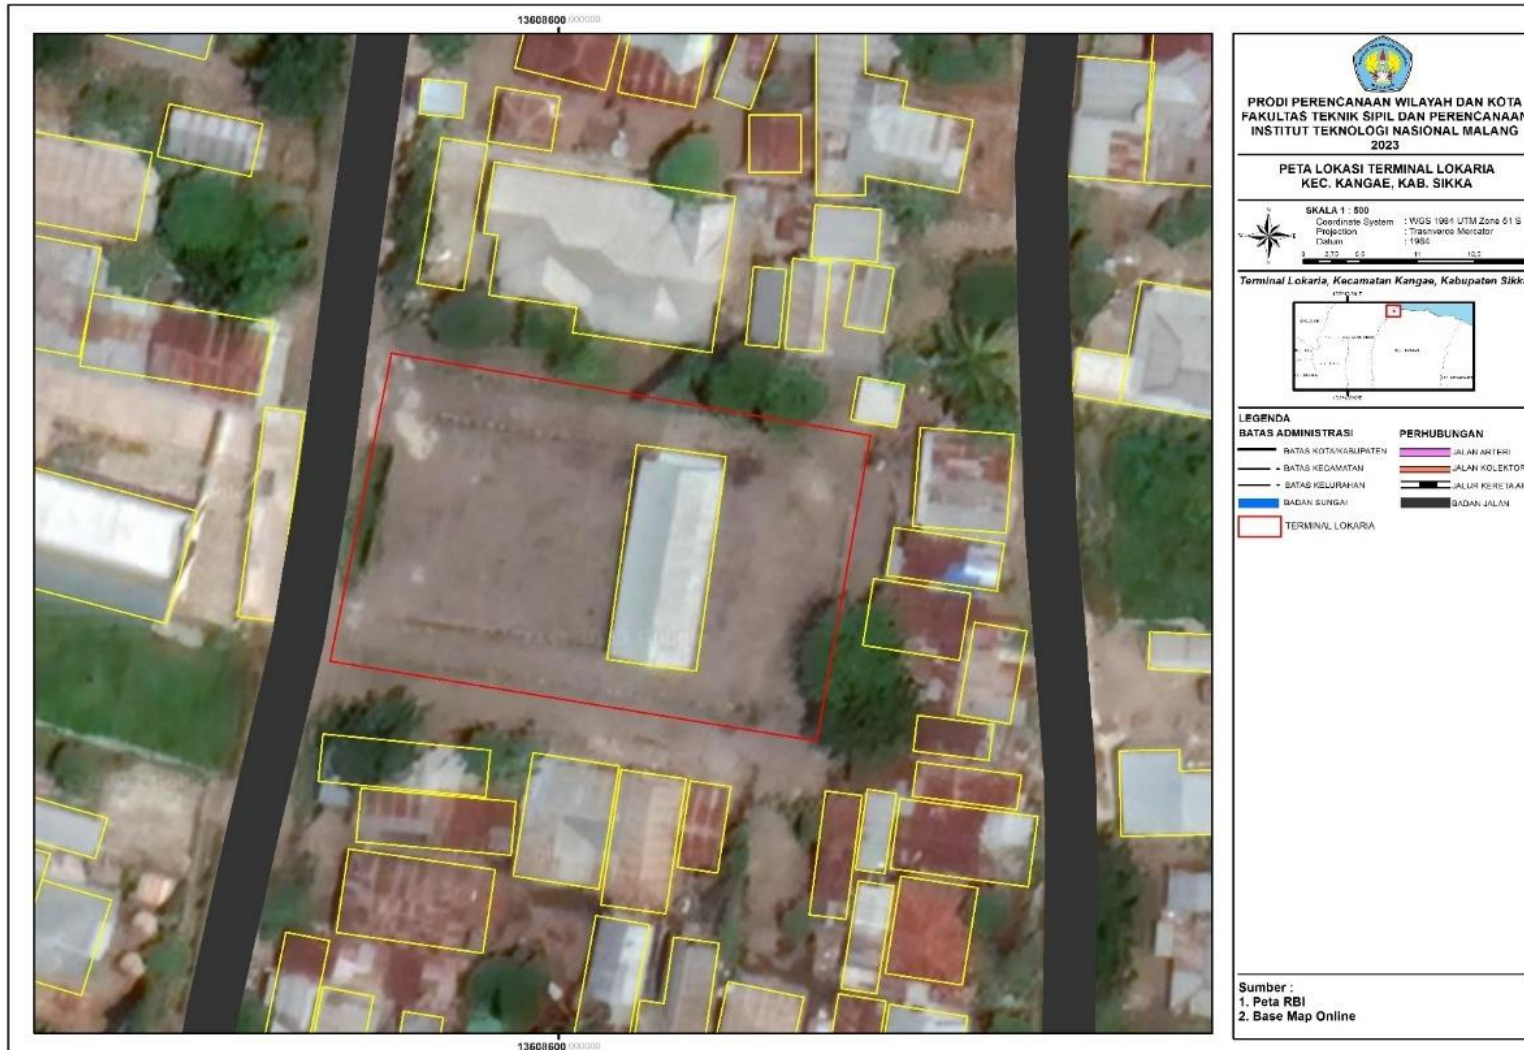 13608600.000000
PRODI PERENCANAAN WILAYAH DAN KOTA
FAKULTAS TEKNIK SIPIL DAN PERENCANAAN
INSTITUT TEKNOLOGI NASIONAL MALANG
2023
PETA LOKASI TERMINAL LOKARIA
KEC. KANGAE, KAB. SIKKA
SKALA 1 : 500
Coordinate System : WGS 1984 UTM Zone 51 S
Projection : Trasnverce Mercator
Datum : 1984
Terminal Lokaria, Kecamatan Kangae, Kabupaten Sikka
LEGENDA
BATAS ADMINISTRASI
BATAS KOTA/KABUPATEN
BATAS KECAMATAN
BATAS KELURAHAN
BADAN SUNGAI
TERMINAL LOKARIA
PERHUBUNGAN
JALAN ARTERI
JALAN KOLEKTOR
JALUR KERETA API
BADAN JALAN
Sumber :
1. Peta RBI
2. Base Map Online
13608600.000000